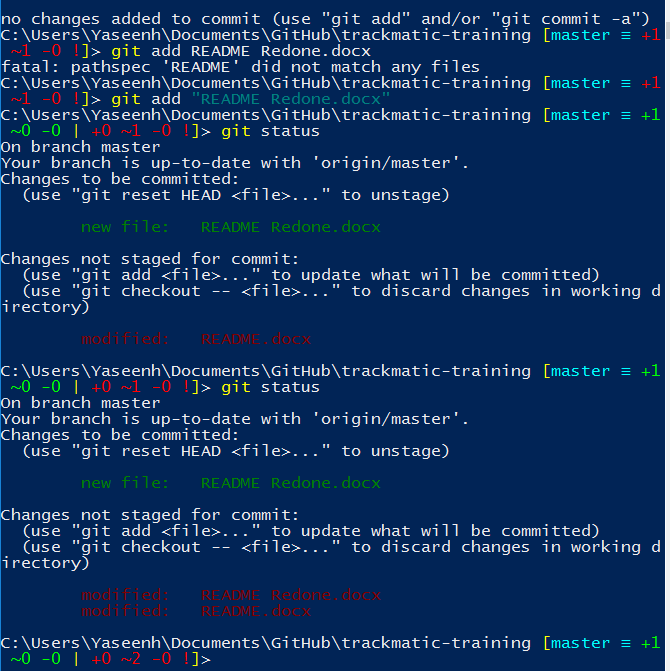 no changes added to commit (use "git add" and/or "git commit -a")
C:\Users\Yaseenh\Documents\GitHub\trackmatic-training [master ≡ +1
 ~1 -0 !]> git add README Redone.docx
fatal: pathspec 'README' did not match any files
C:\Users\Yaseenh\Documents\GitHub\trackmatic-training [master ≡ +1
 ~1 -0 !]> git add "README Redone.docx"
C:\Users\Yaseenh\Documents\GitHub\trackmatic-training [master ≡ +1
 ~0 -0 | +0 ~1 -0 !]> git status
On branch master
Your branch is up-to-date with 'origin/master'.
Changes to be committed:
  (use "git reset HEAD <file>..." to unstage)
        new file:   README Redone.docx
Changes not staged for commit:
  (use "git add <file>..." to update what will be committed)
  (use "git checkout -- <file>..." to discard changes in working d
irectory)
        modified:   README.docx
C:\Users\Yaseenh\Documents\GitHub\trackmatic-training [master ≡ +1
 ~0 -0 | +0 ~1 -0 !]> git status
On branch master
Your branch is up-to-date with 'origin/master'.
Changes to be committed:
  (use "git reset HEAD <file>..." to unstage)
        new file:   README Redone.docx
Changes not staged for commit:
  (use "git add <file>..." to update what will be committed)
  (use "git checkout -- <file>..." to discard changes in working d
irectory)
        modified:   README Redone.docx
        modified:   README.docx
C:\Users\Yaseenh\Documents\GitHub\trackmatic-training [master ≡ +1
 ~0 -0 | +0 ~2 -0 !]>